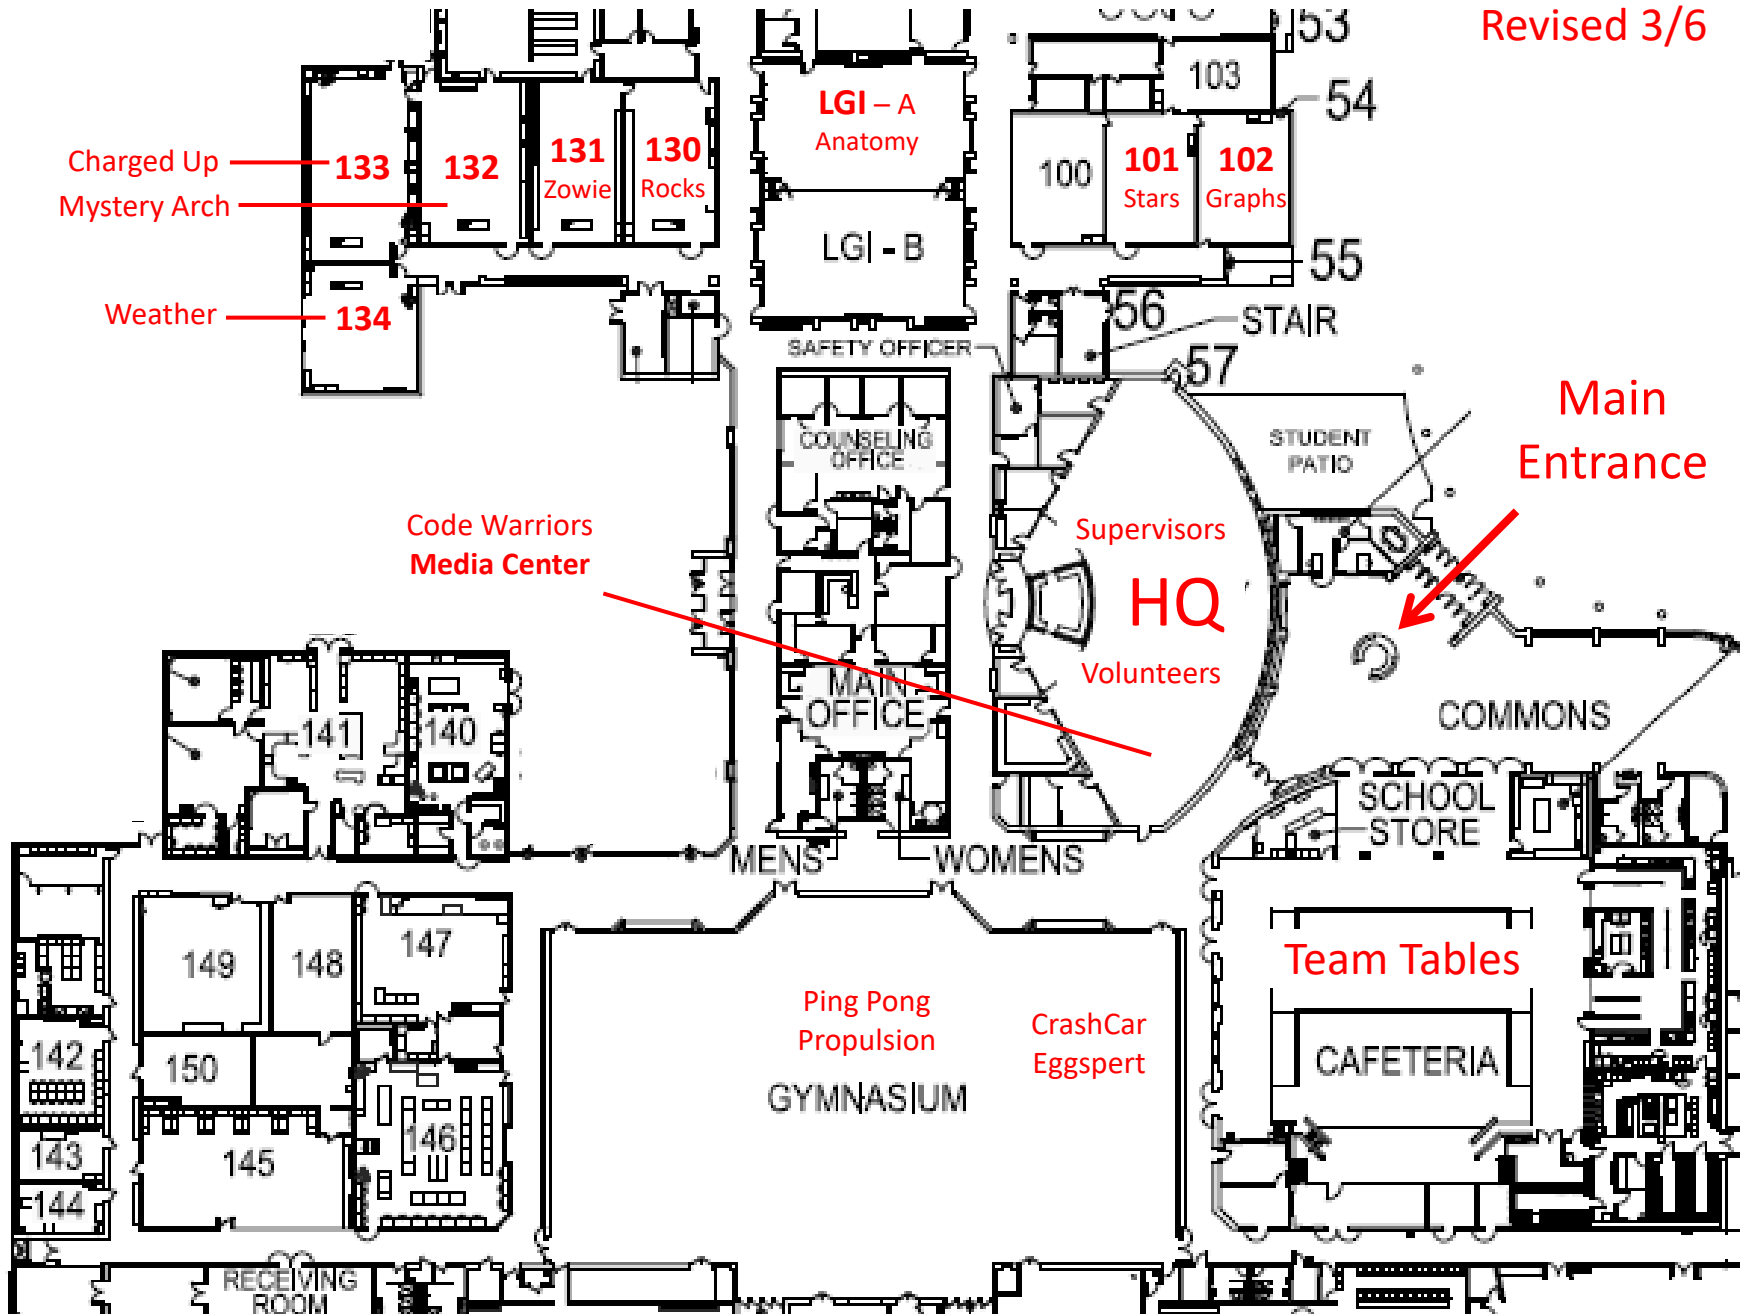 53
Revised 3/6
103
54
LGI – A
Anatomy
Charged Up
133
132
131
Zowie
130
Rocks
100
101
Stars
102
Graphs
Mystery Arch
LGI - B
55
Weather
134
56
STAIR
SAFETY OFFICER
57
Main
Entrance
COUNSELING
OFFICE
STUDENT
PATIO
Code Warriors
Media Center
Supervisors
HQ
Volunteers
MAIN
OFFICE
141
140
COMMONS
SCHOOL
STORE
MENS
WOMENS
149
148
147
Team Tables
Ping Pong
Propulsion
CrashCar
Eggspert
142
150
GYMNASIUM
CAFETERIA
143
145
146
144
RECEIVING
ROOM